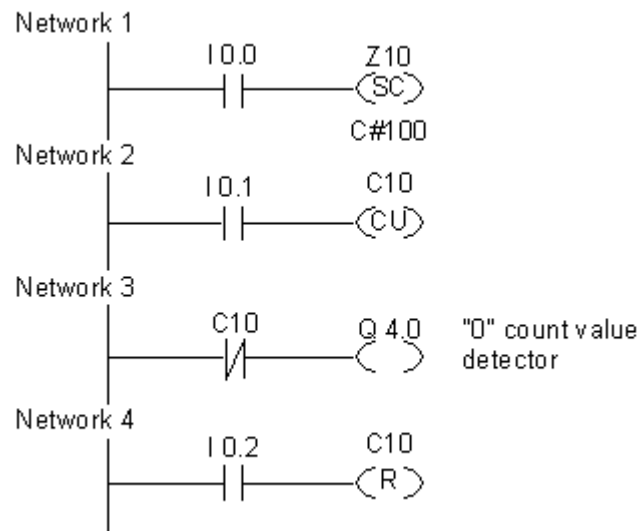 Network 1
I 0.0 Z10
(SC)
C#100
Network 2
I 0.1 C10
(CU)
Network 3
C10 Q 4.0 "0" count value
detector
Network 4
I 0.2 C10
(R)